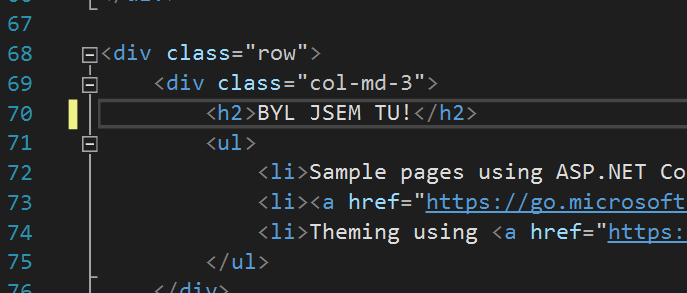 67
68 <div class="row">
69 <div class="col-md-3">
70 <h2>BYL JSEM TU!</h2>
71 <ul>
72 <li>Sample pages using ASP.NET Co
73 <li><a href="https://go.microsoft
74 <li>Theming using <a href="https:
75 </ul>
76 </div>